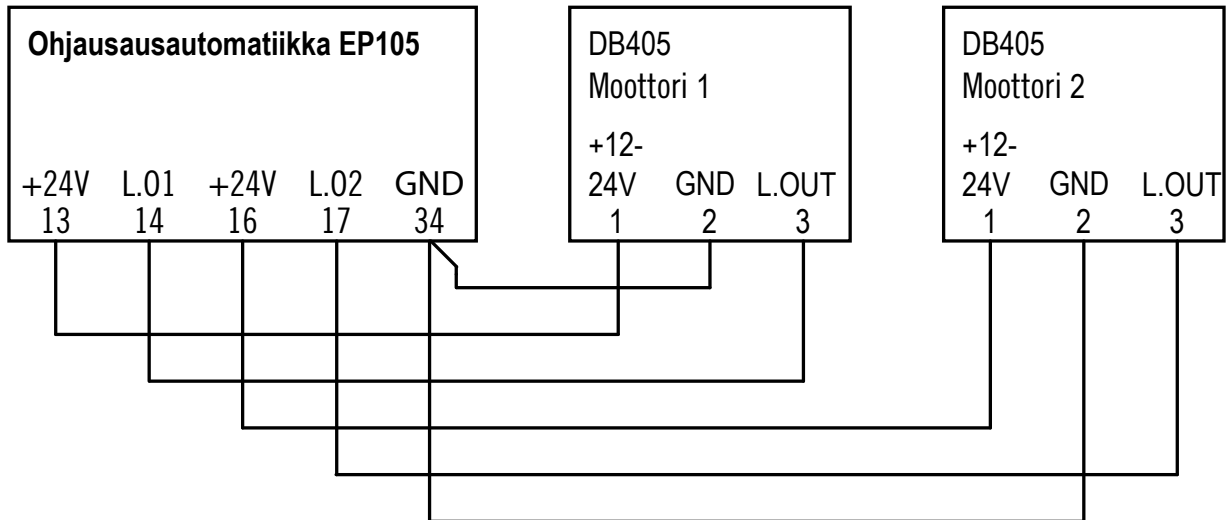 Ohjausausautomatiikka EP105
+24V L.01 +24V L.02 GND
13 14 16 17 34
DB405
Moottori 1
+12-
24V GND L.OUT
1 2 3
DB405
Moottori 2
+12-
24V GND L.OUT
1 2 3